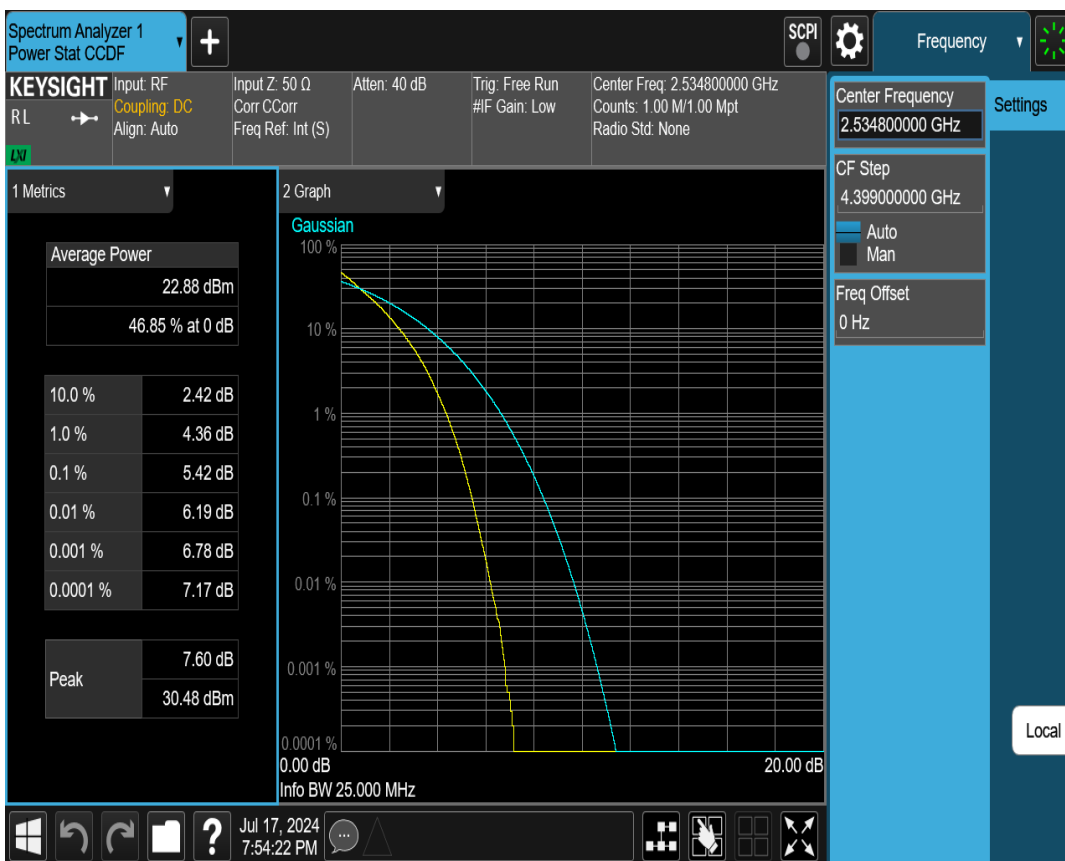 Spectrum Analyzer 1
Power Stat CCDF
+
SCPI
Frequency
KEYSIGHT
RL
LXI
Input: RF
Coupling: DC
Align: Auto
Input Z: 50 Ω
Corr CCorr
Freq Ref: Int (S)
Atten: 40 dB
Trig: Free Run
#IF Gain: Low
Center Freq: 2.534800000 GHz
Counts: 1.00 M/1.00 Mpt
Radio Std: None
Center Frequency
2.534800000 GHz
Settings
CF Step
4.399000000 GHz
Auto
Man
Freq Offset
0 Hz
1 Metrics
Average Power
22.88 dBm
46.85 % at 0 dB
10.0 % 2.42 dB
1.0 % 4.36 dB
0.1 % 5.42 dB
0.01 % 6.19 dB
0.001 % 6.78 dB
0.0001 % 7.17 dB
Peak
7.60 dB
30.48 dBm
2 Graph
Gaussian
100 %
10 %
1 %
0.1 %
0.01 %
0.001 %
0.0001 %
0.00 dB
20.00 dB
Info BW 25.000 MHz
Local
?
Jul 17, 2024
7:54:22 PM